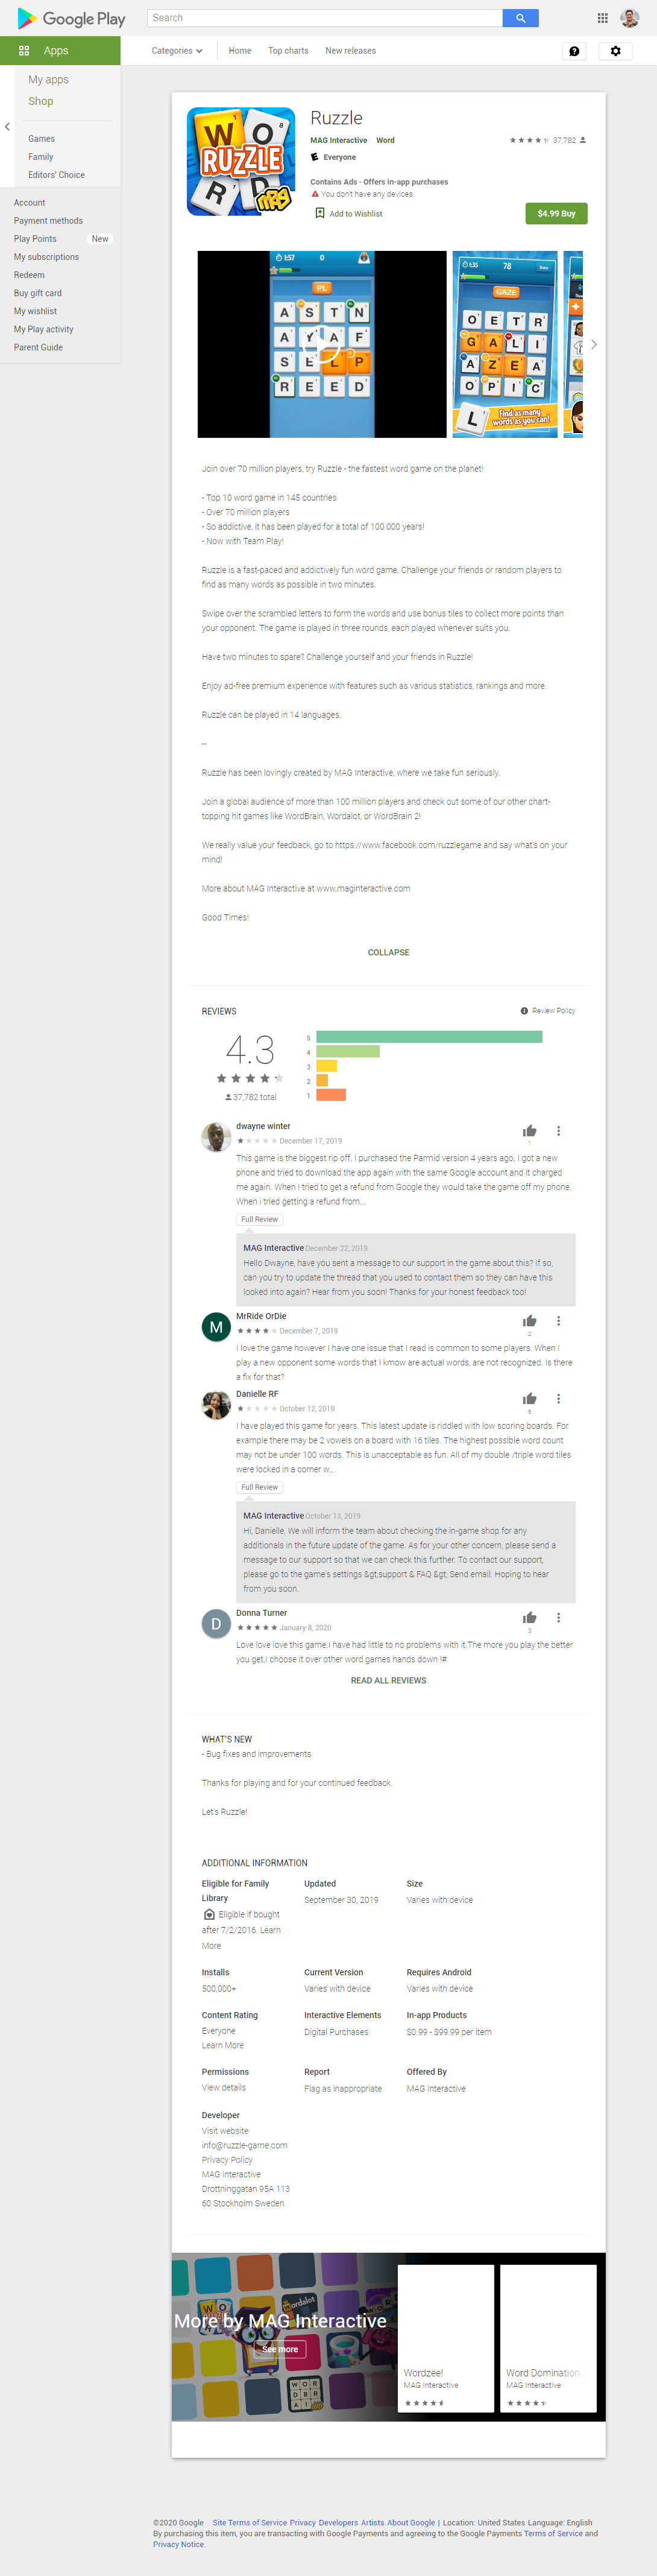 Google Play
Search
Apps
Categories
Home
Top charts
New releases
My apps
Shop
Games
Family
Editors' Choice
Account
Payment methods
Play Points
New
My subscriptions
Redeem
Buy gift card
My wishlist
My Play activity
Parent Guide
W O
RUZZLE
R D
MAG
Ruzzle
MAG Interactive Word
37,782
Everyone
Contains Ads · Offers in-app purchases
You don't have any devices.
Add to Wishlist
$4.99 Buy
1:57
0
PL
A S T N
A Y A F
S E L P
R E E D
1:35
78
GAZE
O E T R
G A L I
A Z E A
O P I C
L
Find as many
words as you can!
Join over 70 million players, try Ruzzle - the fastest word game on the planet!
- Top 10 word game in 145 countries
- Over 70 million players
- So addictive, it has been played for a total of 100 000 years!
- Now with Team Play!
Ruzzle is a fast-paced and addictively fun word game. Challenge your friends or random players to
find as many words as possible in two minutes.
Swipe over the scrambled letters to form the words and use bonus tiles to collect more points than
your opponent. The game is played in three rounds, each played whenever suits you.
Have two minutes to spare? Challenge yourself and your friends in Ruzzle!
Enjoy ad-free premium experience with features such as various statistics, rankings and more.
Ruzzle can be played in 14 languages.
--
Ruzzle has been lovingly created by MAG Interactive, where we take fun seriously.
Join a global audience of more than 100 million players and check out some of our other chart-
topping hit games like WordBrain, Wordalot, or WordBrain 2!
We really value your feedback, go to https://www.facebook.com/ruzzlegame and say what's on your
mind!
More about MAG Interactive at www.maginteractive.com
Good Times!
COLLAPSE
REVIEWS
Review Policy
4.3
37,782 total
5
4
3
2
1
dwayne winter
December 17, 2019
1
This game is the biggest rip off. I purchased the Parmid version 4 years ago. I got a new
phone and tried to download the app again with the same Google account and it charged
me again. When I tried to get a refund from Google they would take the game off my phone.
When i tried getting a refund from...
Full Review
MAG Interactive December 22, 2019
Hello Dwayne, have you sent a message to our support in the game about this? If so,
can you try to update the thread that you used to contact them so they can have this
looked into again? Hear from you soon! Thanks for your honest feedback too!
M
MrRide OrDie
December 7, 2019
2
I love the game however I have one issue that I read is common to some players. When I
play a new opponent some words that I kmow are actual words, are not recognized. Is there
a fix for that?
Danielle RF
October 12, 2019
6
I have played this game for years. This latest update is riddled with low scoring boards. For
example there may be 2 vowels on a board with 16 tiles. The highest possible word count
may not be under 100 words. This is unacceptable as fun. All of my double /triple word tiles
were locked in a corner w...
Full Review
MAG Interactive October 13, 2019
Hi, Danielle, We will inform the team about checking the in-game shop for any
additionals in the future update of the game. As for your other concern, please send a
message to our support so that we can check this further. To contact our support,
please go to the game's settings &gt;support & FAQ &gt; Send email. Hoping to hear
from you soon.
D
Donna Turner
January 8, 2020
3
Love love love this game.I have had little to no problems with it.The more you play the better
you get.I choose it over other word games hands down !#
READ ALL REVIEWS
WHAT'S NEW
- Bug fixes and improvements
Thanks for playing and for your continued feedback.
Let's Ruzzle!
ADDITIONAL INFORMATION
Eligible for Family
Library
Eligible if bought
after 7/2/2016. Learn
More
Updated
September 30, 2019
Size
Varies with device
Installs
500,000+
Current Version
Varies with device
Requires Android
Varies with device
Content Rating
Everyone
Learn More
Interactive Elements
Digital Purchases
In-app Products
$0.99 - $99.99 per item
Permissions
View details
Report
Flag as inappropriate
Offered By
MAG Interactive
Developer
Visit website
info@ruzzle-game.com
Privacy Policy
MAG Interactive
Drottninggatan 95A 113
60 Stockholm Sweden
More by MAG Interactive
See more
Wordzee!
MAG Interactive
Word Domination
MAG Interactive
©2020 Google Site Terms of Service Privacy Developers Artists About Google | Location: United States Language: English
By purchasing this item, you are transacting with Google Payments and agreeing to the Google Payments Terms of Service and
Privacy Notice.